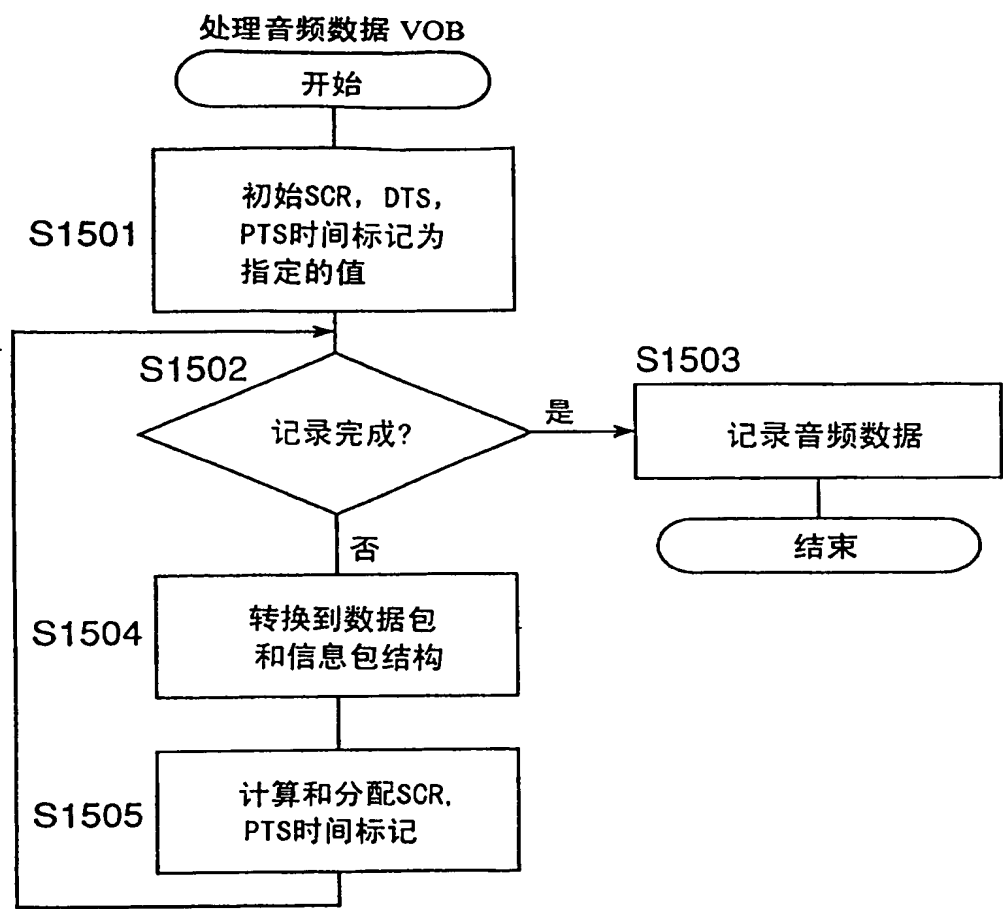 处理音频数据 VOB
开始
S1501
初始SCR, DTS,
PTS时间标记为
指定的值
S1502
记录完成?
是
S1503
记录音频数据
结束
否
S1504
转换到数据包
和信息包结构
S1505
计算和分配SCR,
PTS时间标记